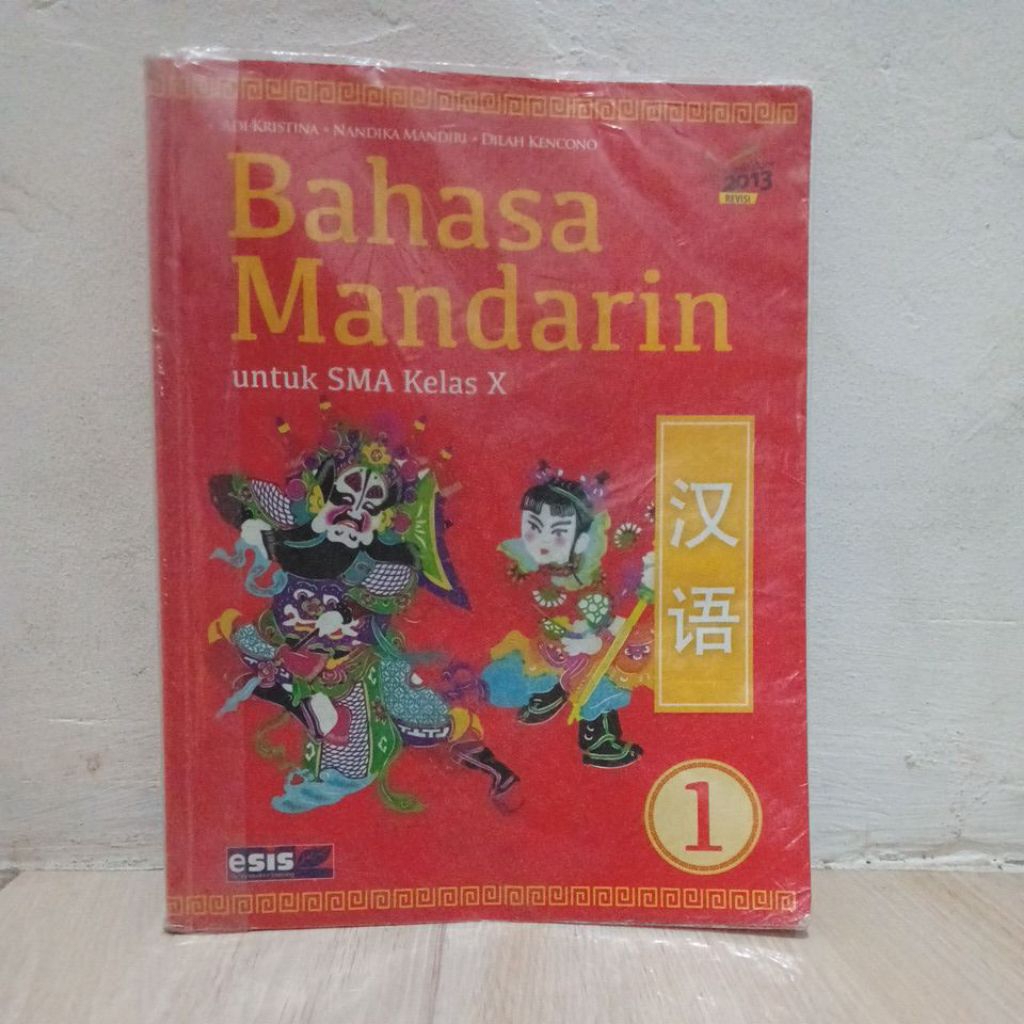 ADI KRISTINA • NANDIKA MANDIRI • DILAH KENCONO
2013
REVISI
Bahasa
Mandarin
untuk SMA Kelas X
汉
语
1
esis